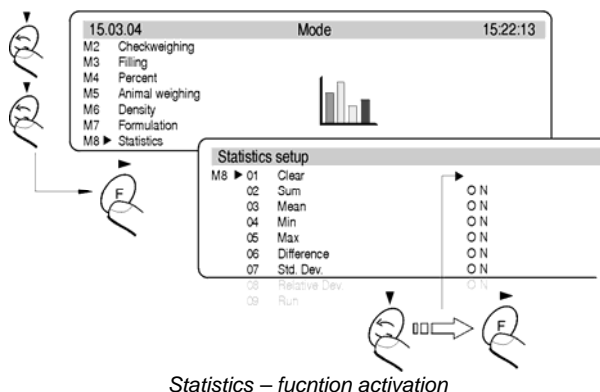 15.03.04 Mode 15:22:13
M2 Checkweighing
M3 Filling
M4 Percent
M5 Animal weighing
M6 Density
M7 Formulation
M8 ► Statistics
Statistics setup
M8 ► 01 Clear ►
02 Sum O N
03 Mean O N
04 Min O N
05 Max O N
06 Difference O N
07 Std. Dev. O N
08 Relative Dev. O N
09 Run
F
F
Statistics – fucntion activation